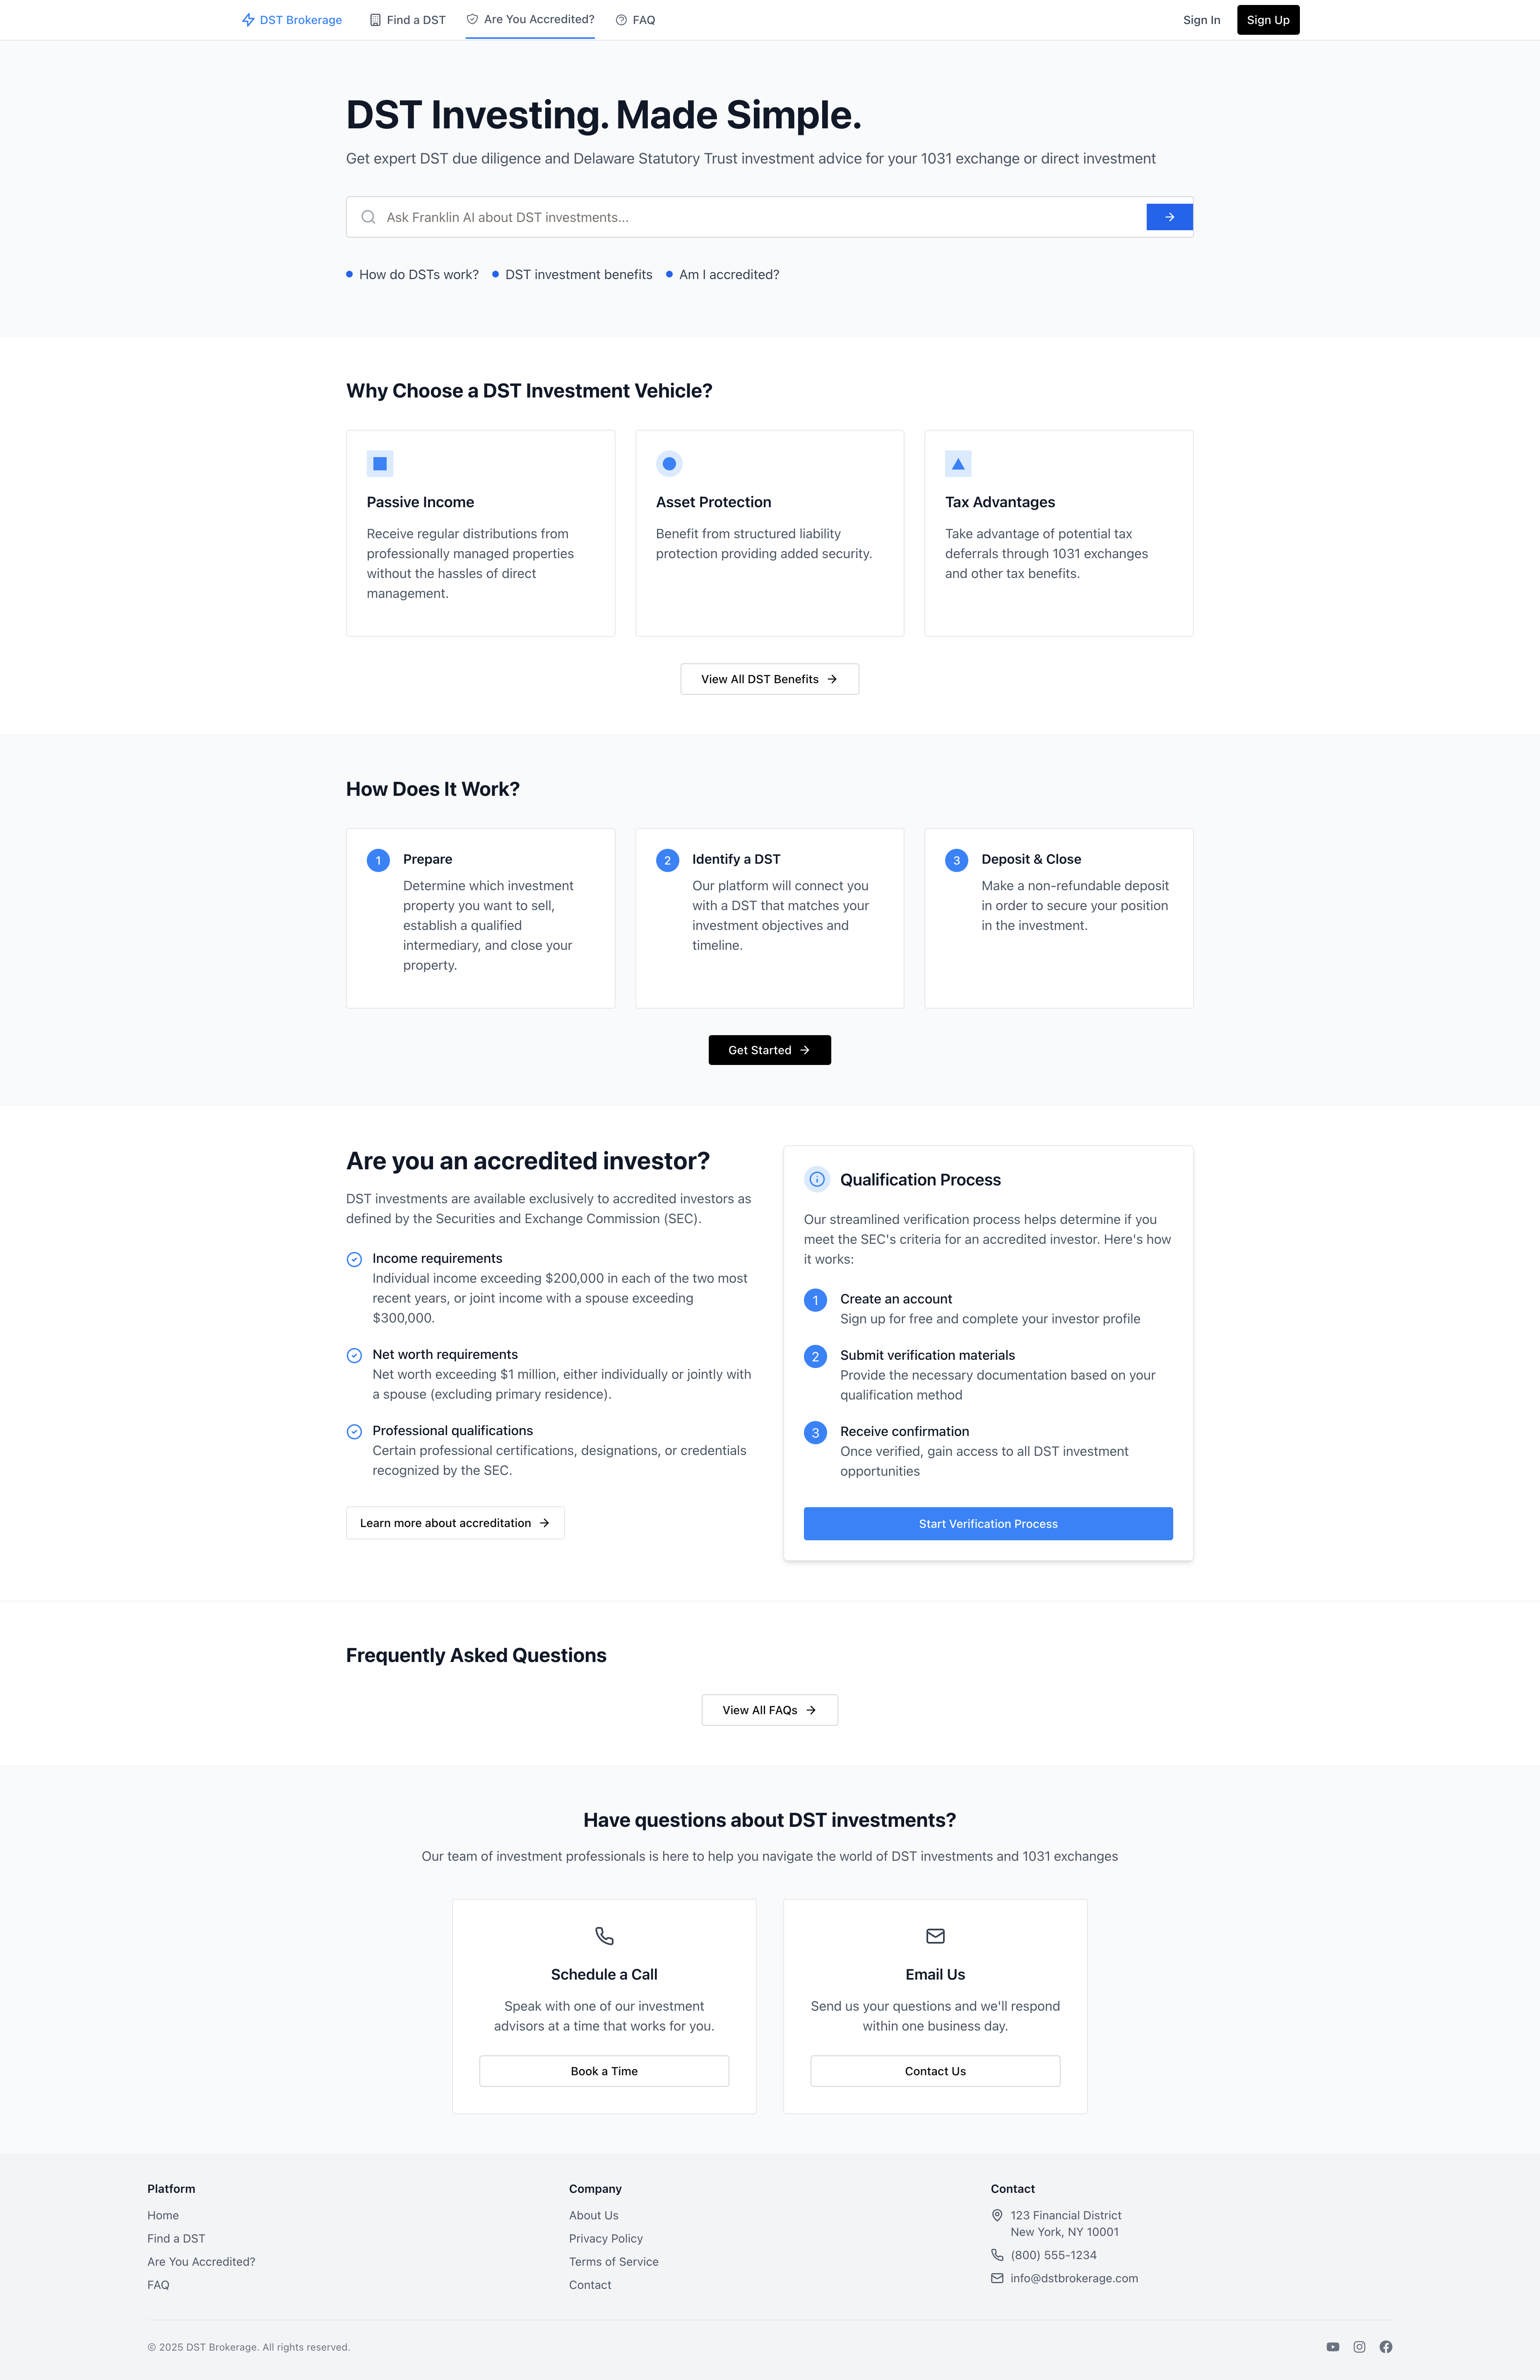 DST Brokerage
Find a DST
Are You Accredited?
FAQ
Sign In
Sign Up
DST Investing. Made Simple.
Get expert DST due diligence and Delaware Statutory Trust investment advice for your 1031 exchange or direct investment
Ask Franklin AI about DST investments...
How do DSTs work?
DST investment benefits
Am I accredited?
Why Choose a DST Investment Vehicle?
Passive Income
Receive regular distributions from
professionally managed properties
without the hassles of direct
management.
Asset Protection
Benefit from structured liability
protection providing added security.
Tax Advantages
Take advantage of potential tax
deferrals through 1031 exchanges
and other tax benefits.
View All DST Benefits
How Does It Work?
1
Prepare
Determine which investment
property you want to sell,
establish a qualified
intermediary, and close your
property.
2
Identify a DST
Our platform will connect you
with a DST that matches your
investment objectives and
timeline.
3
Deposit & Close
Make a non-refundable deposit
in order to secure your position
in the investment.
Get Started
Are you an accredited investor?
DST investments are available exclusively to accredited investors as
defined by the Securities and Exchange Commission (SEC).
Income requirements
Individual income exceeding $200,000 in each of the two most
recent years, or joint income with a spouse exceeding
$300,000.
Net worth requirements
Net worth exceeding $1 million, either individually or jointly with
a spouse (excluding primary residence).
Professional qualifications
Certain professional certifications, designations, or credentials
recognized by the SEC.
Learn more about accreditation
Qualification Process
Our streamlined verification process helps determine if you
meet the SEC's criteria for an accredited investor. Here's how
it works:
1
Create an account
Sign up for free and complete your investor profile
2
Submit verification materials
Provide the necessary documentation based on your
qualification method
3
Receive confirmation
Once verified, gain access to all DST investment
opportunities
Start Verification Process
Frequently Asked Questions
View All FAQs
Have questions about DST investments?
Our team of investment professionals is here to help you navigate the world of DST investments and 1031 exchanges
Schedule a Call
Speak with one of our investment
advisors at a time that works for you.
Book a Time
Email Us
Send us your questions and we'll respond
within one business day.
Contact Us
Platform
Home
Find a DST
Are You Accredited?
FAQ
Company
About Us
Privacy Policy
Terms of Service
Contact
Contact
123 Financial District
New York, NY 10001
(800) 555-1234
info@dstbrokerage.com
© 2025 DST Brokerage. All rights reserved.